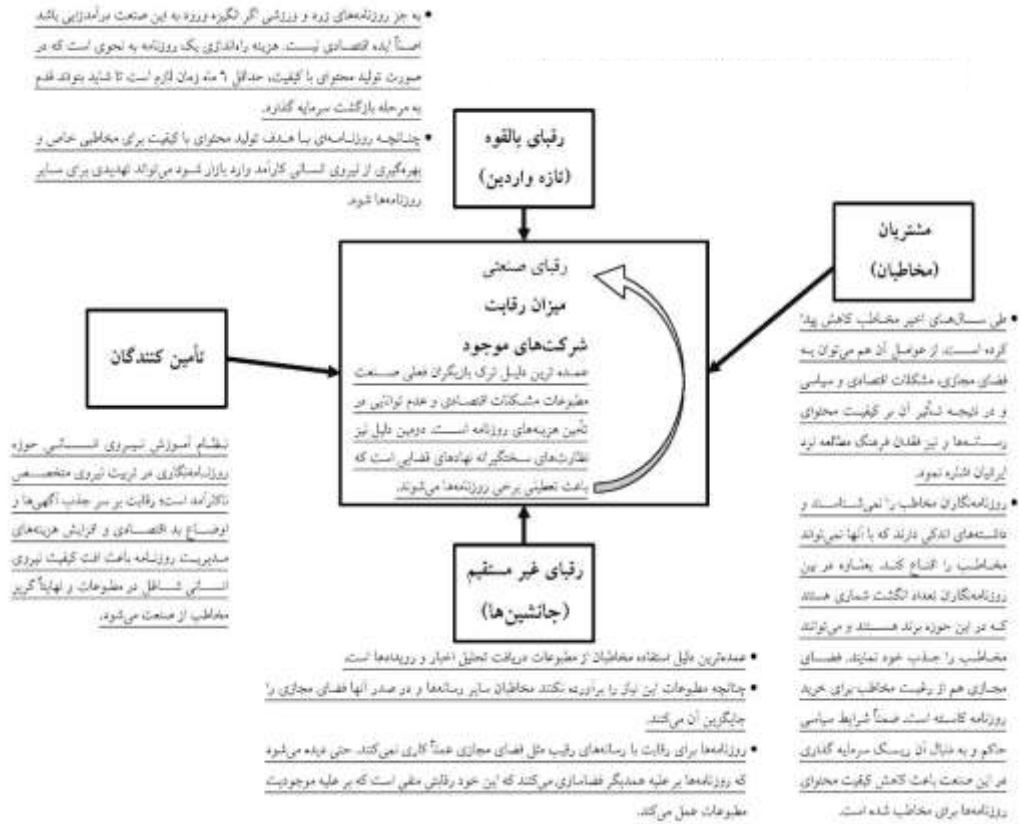 • به جز روزنامه‌های زرد و ورزشی اگر انگیزه ورود به این صنعت درآمدزایی باشد
اصلاً ایده اقتصادی نیست. هزینه راه‌اندازی یک روزنامه به نحوی است که در
صورت تولید محتوای با کیفیت، حداقل ۹ ماه زمان لازم است تا شاید بتوند قدم
به مرحله بازگشت سرمایه گذارد.
• چنانچه روزنامه‌ای با هدف تولید محتوای با کیفیت برای مخاطبی خاص و
بهره‌گیری از نیروی انسانی کارآمد وارد بازار شود می‌تواند تهدیدی برای سایر
روزنامه‌ها شود.
رقبای بالقوه
(تازه واردین)
مشتریان
(مخاطبان)
رقبای صنعتی
میزان رقابت
شرکت‌های موجود
عمده ترین دلیل ترک بازیگران فعلی صنعت
مطبوعات مشکلات اقتصادی و عدم توانایی در
تأمین هزینه‌های روزنامه است. دومین دلیل نیز
نظارت‌های سختگیرانه نهادهای قضایی است که
باعث تعطیلی برخی روزنامه‌ها می‌شوند.
تأمین کنندگان
نظام آموزش نیروی انسانی حوزه
روزنامه‌نگاری در تربیت نیروی متخصص
ناکارآمد است؛ رقابت بر سر جذب آگهی‌ها و
اوضاع بد اقتصادی و افزایش هزینه‌های
مدیریت روزنامه باعث افت کیفیت نیروی
انسانی شاغل در مطبوعات و نهایتاً گریز
مخاطب از صنعت می‌شود.
• طی سال‌های اخیر مخاطب کاهش پیدا
کرده است. از عوامل آن هم می‌توان به
فضای مجازی، مشکلات اقتصادی و سیاسی
و در نتیجه تأثیر آن بر کیفیت محتوای
رسانه‌ها و نیز فقدان فرهنگ مطالعه نزد
ایرانیان اشاره نمود.
• روزنامه‌نگاران مخاطب را نمی‌شناسند و
داشته‌های اندکی دارند که با آنها نمی‌تواند
مخاطب را اقناع کند. بعلاوه در بین
روزنامه‌نگاران تعداد انگشت شماری هستند
که در این حوزه برند هستند و می‌توانند
مخاطب را جذب خود نمایند. فضای
مجازی هم از رغبت مخاطب برای خرید
روزنامه کاسته است. ضمناً شرایط سیاسی
حاکم و به دنبال آن ریسک سرمایه گذاری
در این صنعت باعث کاهش کیفیت محتوای
روزنامه‌ها برای مخاطب شده است.
رقبای غیر مستقیم
(جانشین‌ها)
• عمده‌ترین دلیل استفاده مخاطبان از مطبوعات دریافت تحلیل اخبار و رویدادها است.
• چنانچه مطبوعات این نیاز را برآورده نکنند مخاطبان سایر رسانه‌ها و در صدر آنها فضای مجازی را
جایگزین آن می‌کنند.
• روزنامه‌ها برای رقابت با رسانه‌های رقیب مثل فضای مجازی عملاً کاری نمی‌کنند. حتی دیده می‌شود
که روزنامه‌ها بر علیه همدیگر فضاسازی می‌کنند که این خود رقابتی منفی است که بر علیه موجودیت
مطبوعات عمل می‌کند.